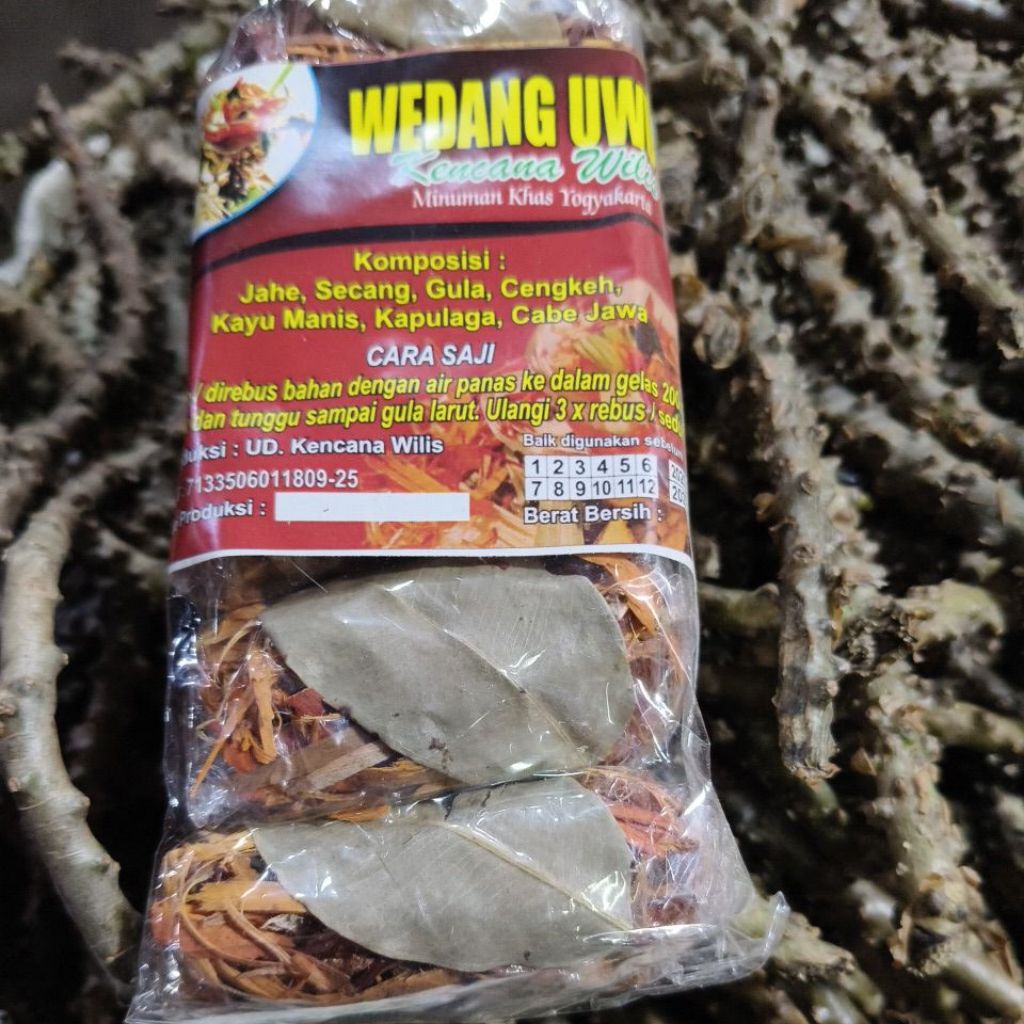 WEDANG UWU
Kencana Wilis
Minuman Khas Yogyakarta
Komposisi :
Jahe, Secang, Gula, Cengkeh,
Kayu Manis, Kapulaga, Cabe Jawa
CARA SAJI
direbus bahan dengan air panas ke dalam gelas 200
dan tunggu sampai gula larut. Ulangi 3 x rebus /
: UD. Kencana Wilis
Baik digunakan sebelum
1 2 3 4 5 6
7 8 9 10 11 12
7133506011809-25
Produksi :
Berat Bersih :